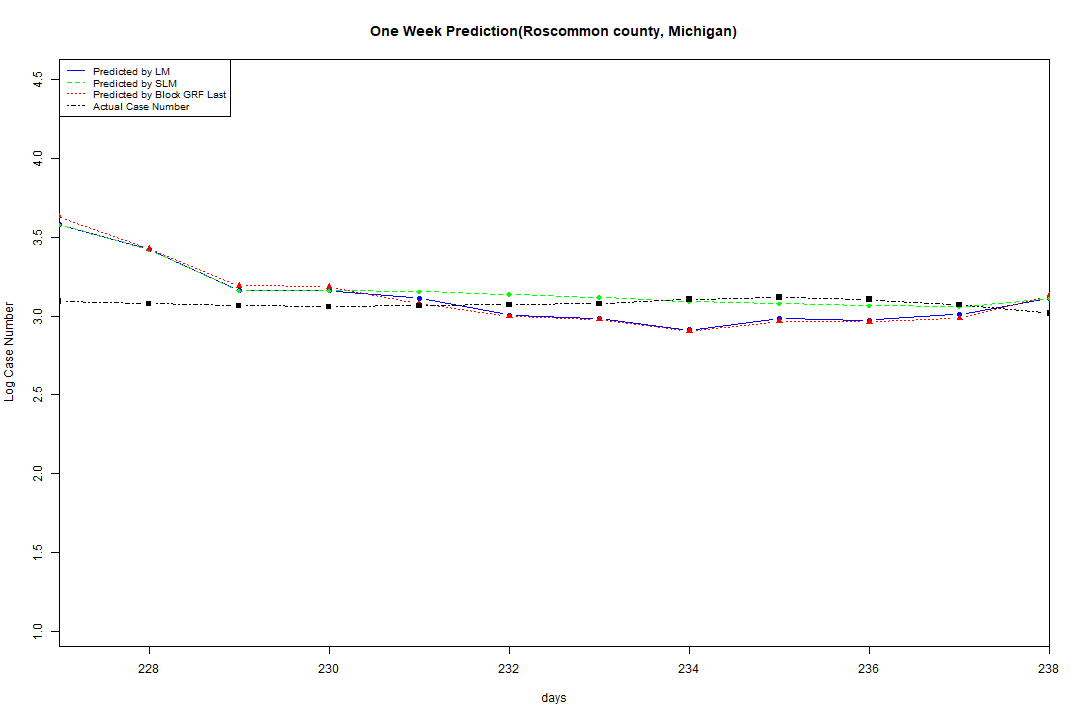 One Week Prediction(Roscommon county, Michigan)
Predicted by LM
Predicted by SLM
Predicted by Block GRF Last
Actual Case Number
4.5
4.0
3.5
3.0
2.5
2.0
1.5
1.0
Log Case Number
228 230 232 234 236 238
days